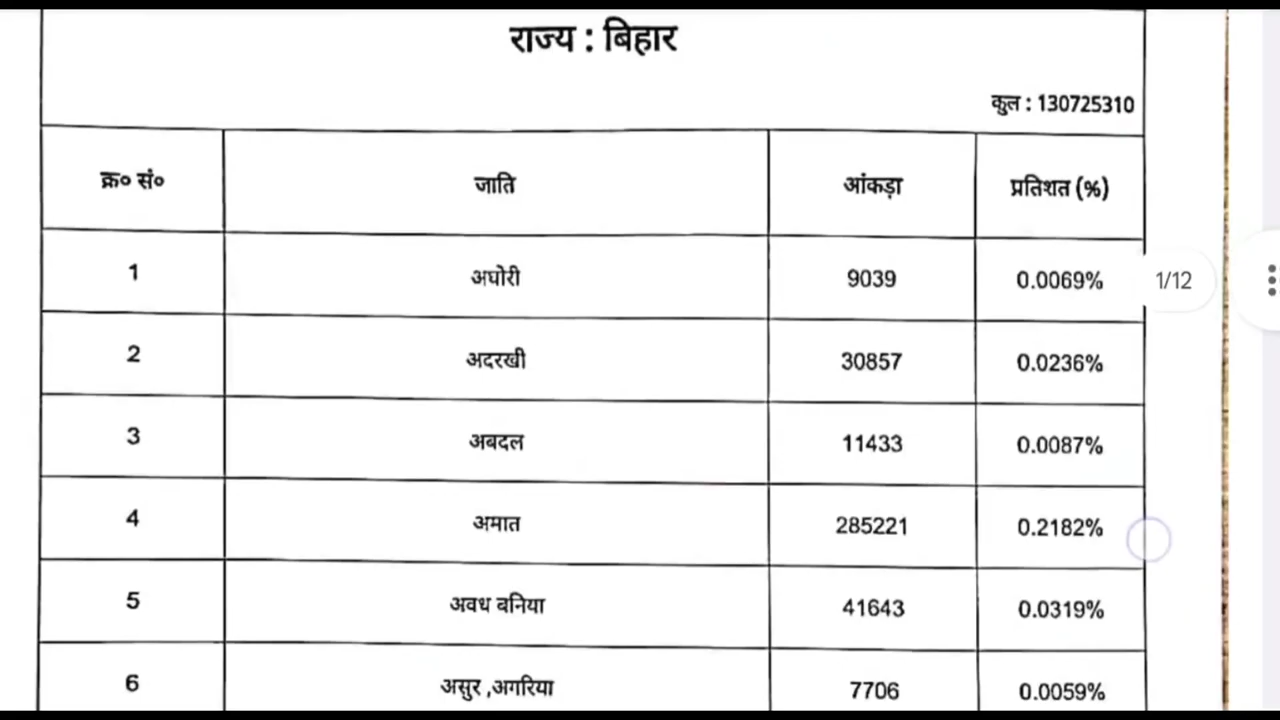 राज्य : बिहार
कुल : 130725310
क्र० सं० जाति आंकड़ा प्रतिशत (%)
1 अघोरी 9039 0.0069%
1/12
2 अदरखी 30857 0.0236%
3 अबदल 11433 0.0087%
4 अमात 285221 0.2182%
5 अवध बनिया 41643 0.0319%
6 असुर ,अगरिया 7706 0.0059%